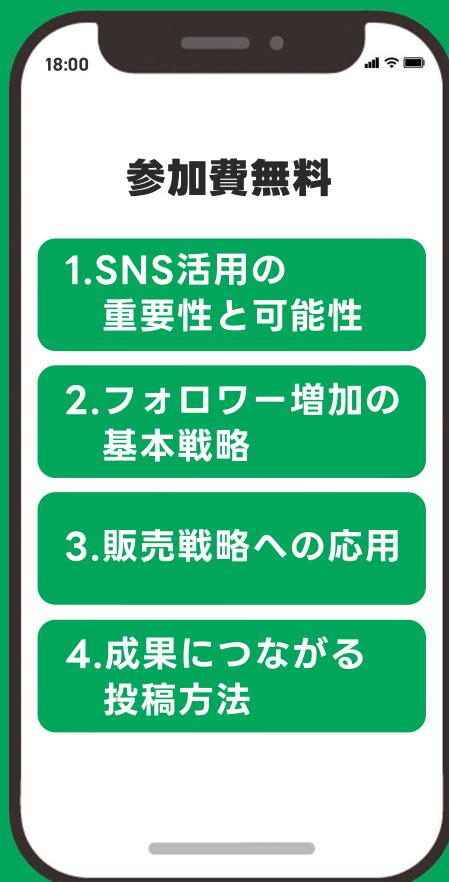 18:00
参加費無料
1.SNS活用の
重要性と可能性
2.フォロワー増加の
基本戦略
3.販売戦略への応用
4.成果につながる
投稿方法